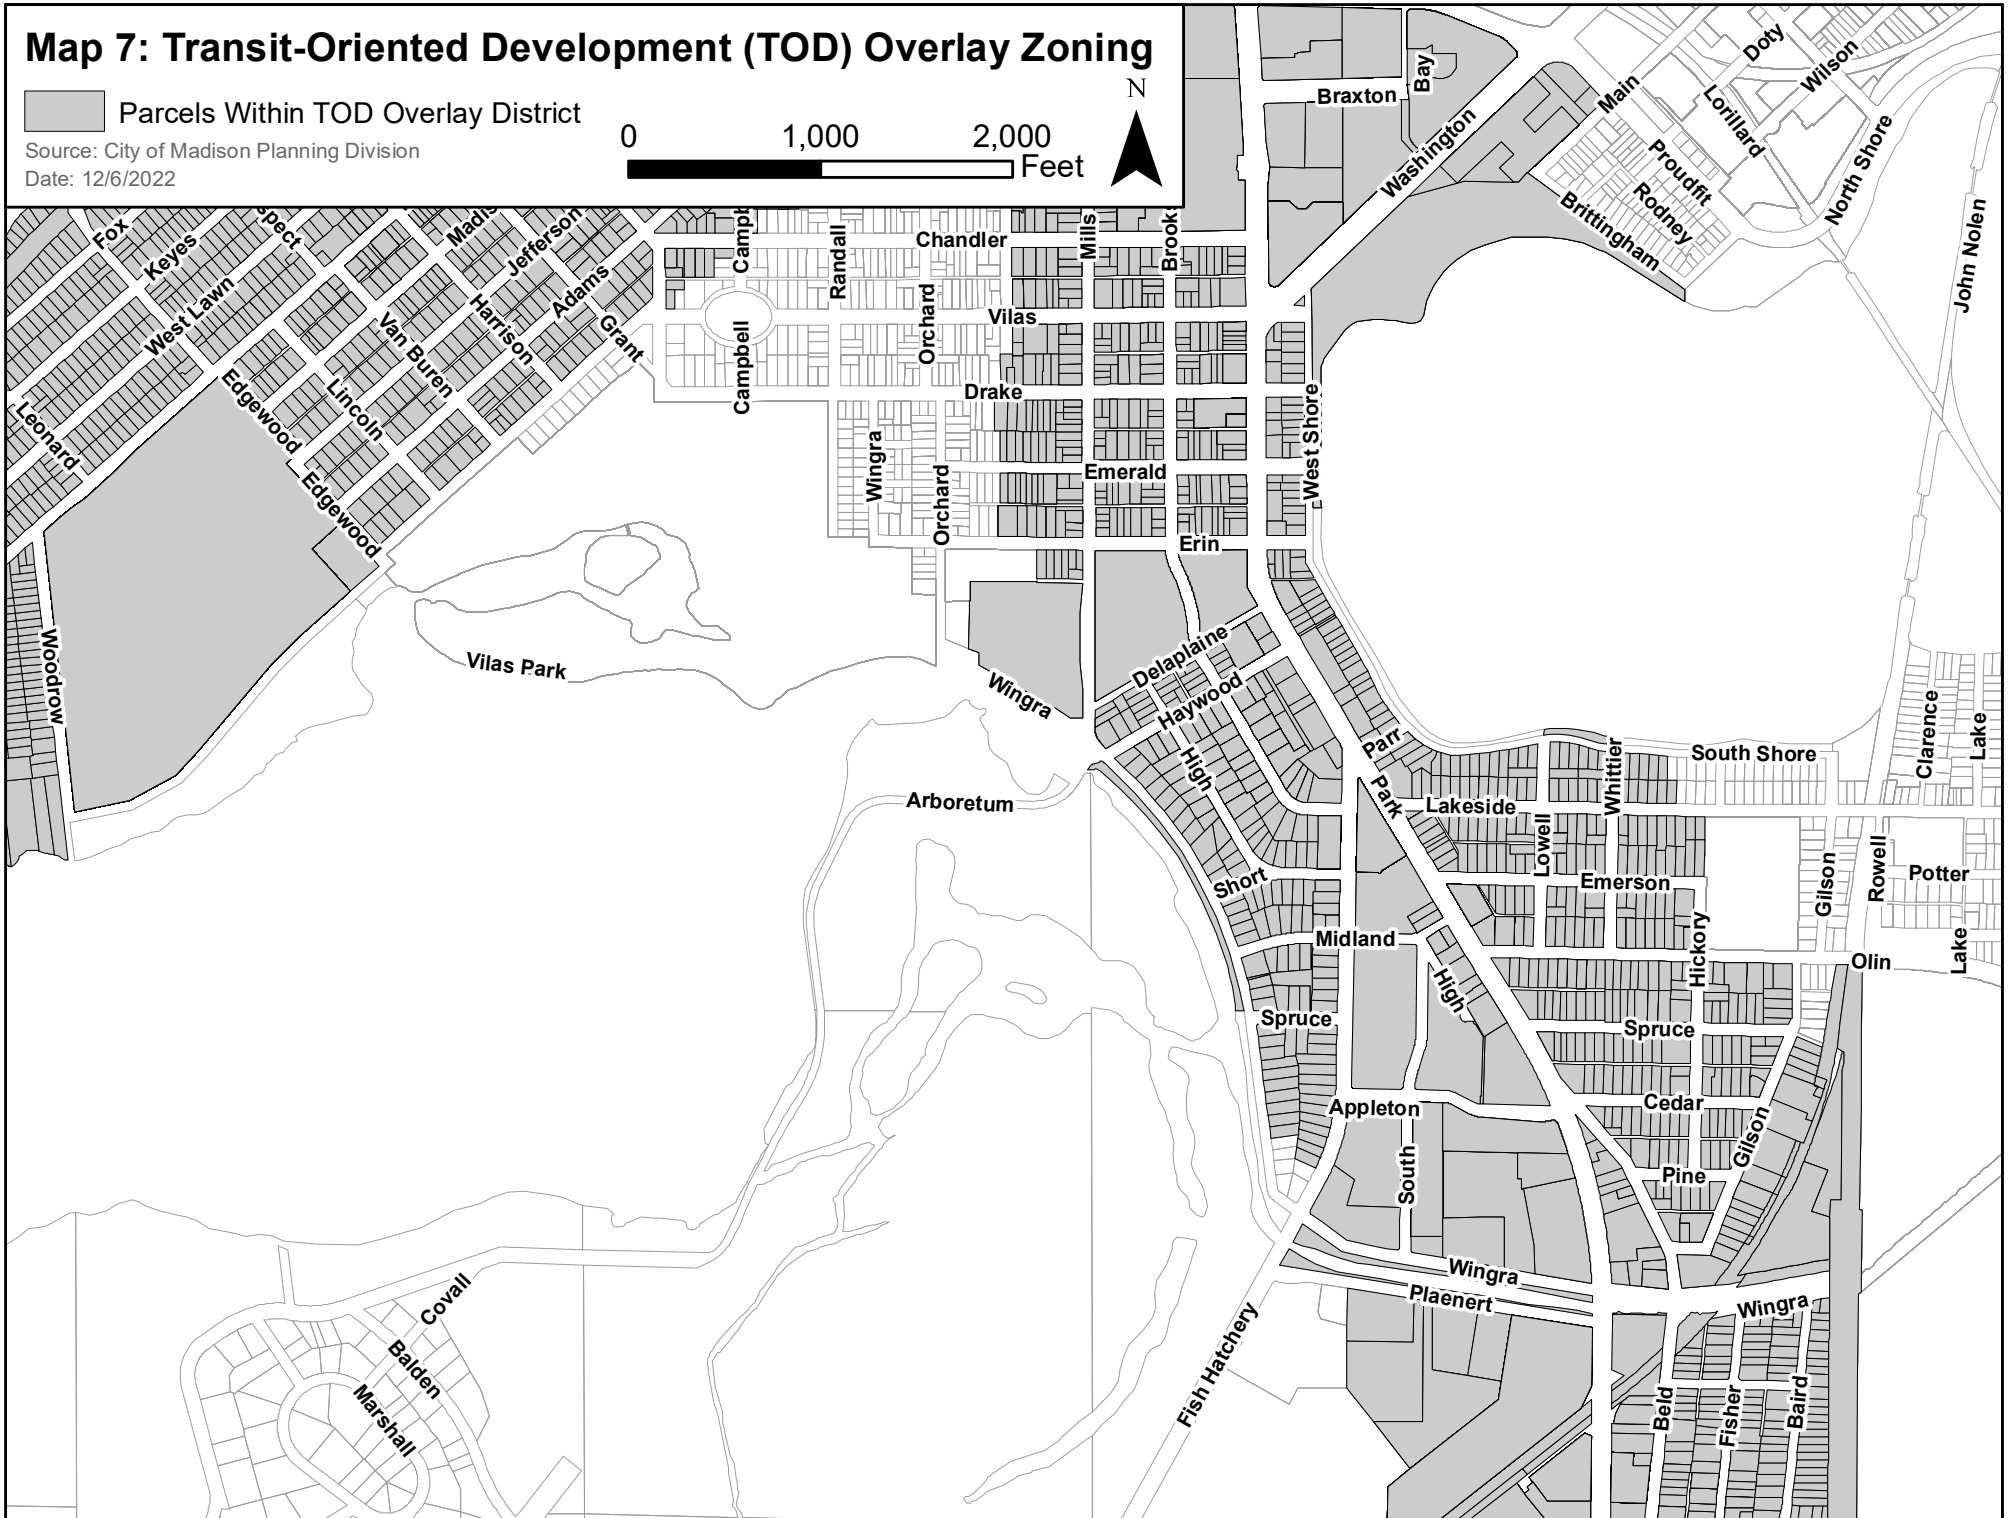 Map 7: Transit-Oriented Development (TOD) Overlay Zoning
Parcels Within TOD Overlay District
Source: City of Madison Planning Division
Date: 12/6/2022
0 1,000 2,000
Feet
N
Braxton
Bay
Washington
Main
Doty
Wilson
Lorillard
Proudfit
Rodney
Brittingham
North Shore
John Nolen
Fox
Keyes
spect
West Lawn
Madis
Jefferson
Adams
Harrison
Van Buren
Grant
Lincoln
Edgewood
Edgewood
Leonard
Woodrow
Campb
Campbell
Randall
Chandler
Orchard
Vilas
Mills
Brooks
Drake
Wingra
Orchard
Emerald
Erin
West Shore
Vilas Park
Wingra
Delaplaine
Haywood
High
Arboretum
Parr
Park
Lakeside
Lowell
Whittier
South Shore
Clarence
Lake
Short
Emerson
Gilson
Rowell
Potter
Midland
High
Hickory
Olin
Lake
Spruce
Spruce
Appleton
Cedar
Gilson
South
Pine
Wingra
Plaenert
Wingra
Fish Hatchery
Covall
Balden
Marshall
Beld
Fisher
Baird